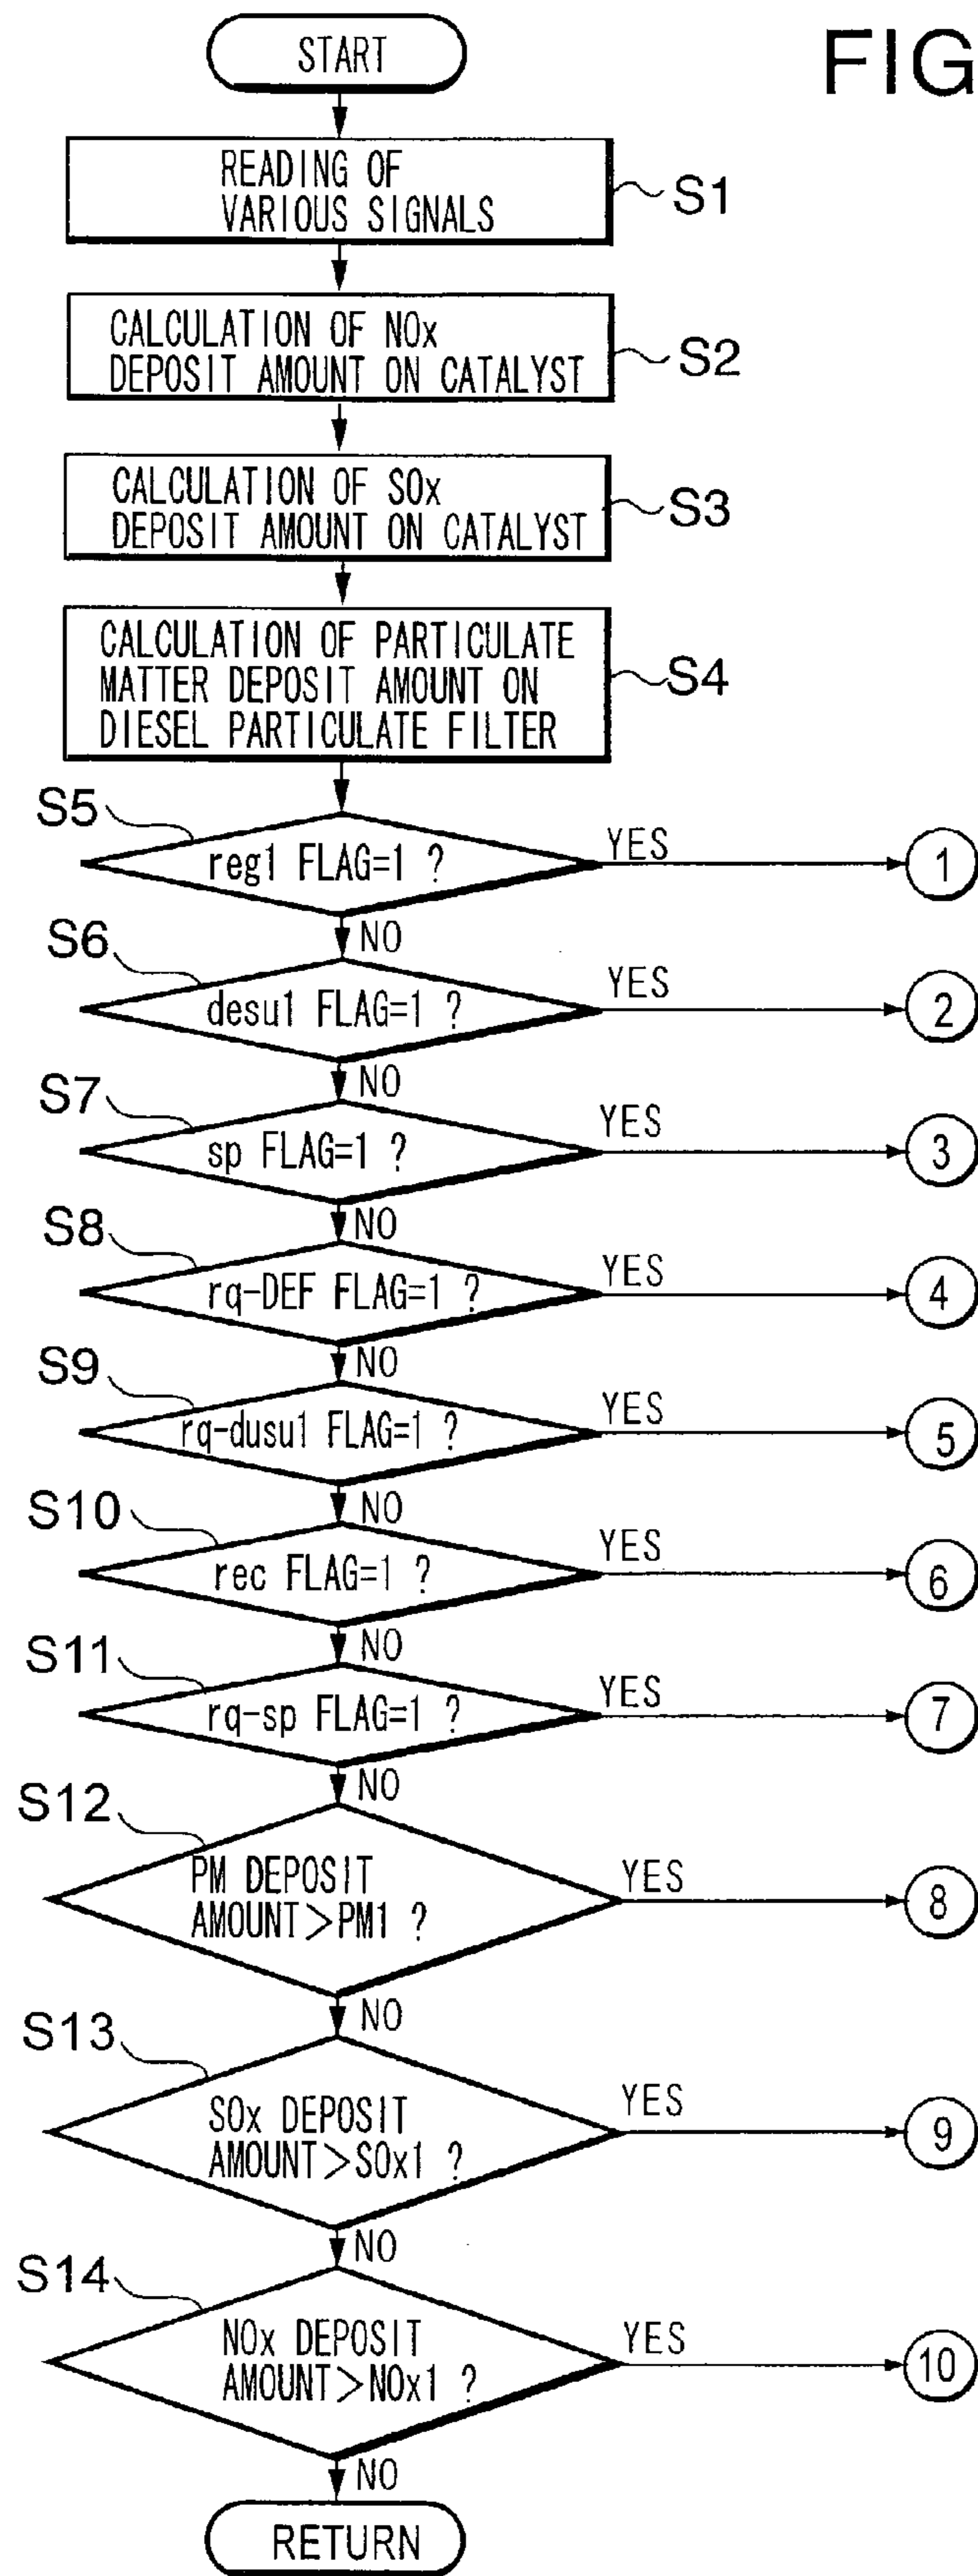 FIG
START
READING OF
VARIOUS SIGNALS
S1
CALCULATION OF NOx
DEPOSIT AMOUNT ON CATALYST
S2
CALCULATION OF SOx
DEPOSIT AMOUNT ON CATALYST
S3
CALCULATION OF PARTICULATE
MATTER DEPOSIT AMOUNT ON
DIESEL PARTICULATE FILTER
S4
S5
reg1 FLAG=1 ?
YES
1
NO
S6
desu1 FLAG=1 ?
YES
2
NO
S7
sp FLAG=1 ?
YES
3
NO
S8
rq-DEF FLAG=1 ?
YES
4
NO
S9
rq-dusu1 FLAG=1 ?
YES
5
NO
S10
rec FLAG=1 ?
YES
6
NO
S11
rq-sp FLAG=1 ?
YES
7
NO
S12
PM DEPOSIT
AMOUNT>PM1 ?
YES
8
NO
S13
SOx DEPOSIT
AMOUNT>SOx1 ?
YES
9
NO
S14
NOx DEPOSIT
AMOUNT>NOx1 ?
YES
10
NO
RETURN